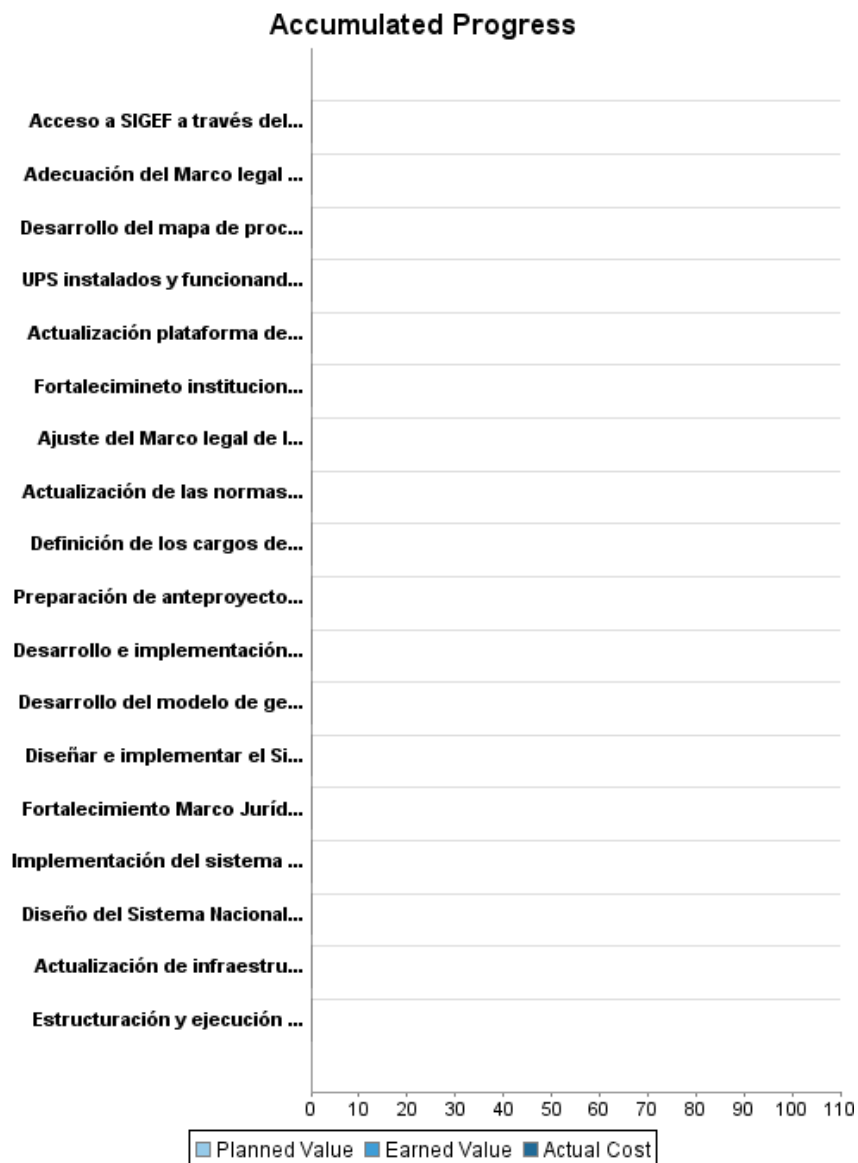 Accumulated Progress
Acceso a SIGEF a través del...
Adecuación del Marco legal ...
Desarrollo del mapa de proc...
UPS instalados y funcionand...
Actualización plataforma de...
Fortalecimineto institucion...
Ajuste del Marco legal de l...
Actualización de las normas...
Definición de los cargos de...
Preparación de anteproyecto...
Desarrollo e implementación...
Desarrollo del modelo de ge...
Diseñar e implementar el Si...
Fortalecimiento Marco Juríd...
Implementación del sistema ...
Diseño del Sistema Nacional...
Actualización de infraestru...
Estructuración y ejecución ...
0 10 20 30 40 50 60 70 80 90 100 110
Planned Value Earned Value Actual Cost